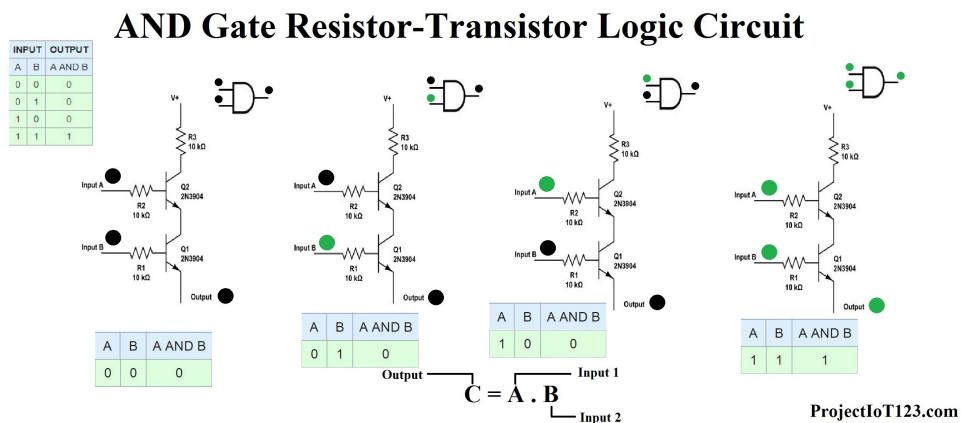 AND Gate Resistor-Transistor Logic Circuit
INPUT OUTPUT
A B A AND B
0 0 0
0 1 0
1 0 0
1 1 1
V+
R3
10 kΩ
Input A
Q2
2N3904
R2
10 kΩ
Input B
Q1
2N3904
R1
10 kΩ
Output
A B A AND B
0 0 0
V+
R3
10 kΩ
Input A
Q2
2N3904
R2
10 kΩ
Input B
Q1
2N3904
R1
10 kΩ
Output
A B A AND B
0 1 0
V+
R3
10 kΩ
Input A
Q2
2N3904
R2
10 kΩ
Input B
Q1
2N3904
R1
10 kΩ
Output
A B A AND B
1 0 0
V+
R3
10 kΩ
Input A
Q2
2N3904
R2
10 kΩ
Input B
Q1
2N3904
R1
10 kΩ
Output
A B A AND B
1 1 1
Output
Input 1
C = A . B
Input 2
ProjectIoT123.com